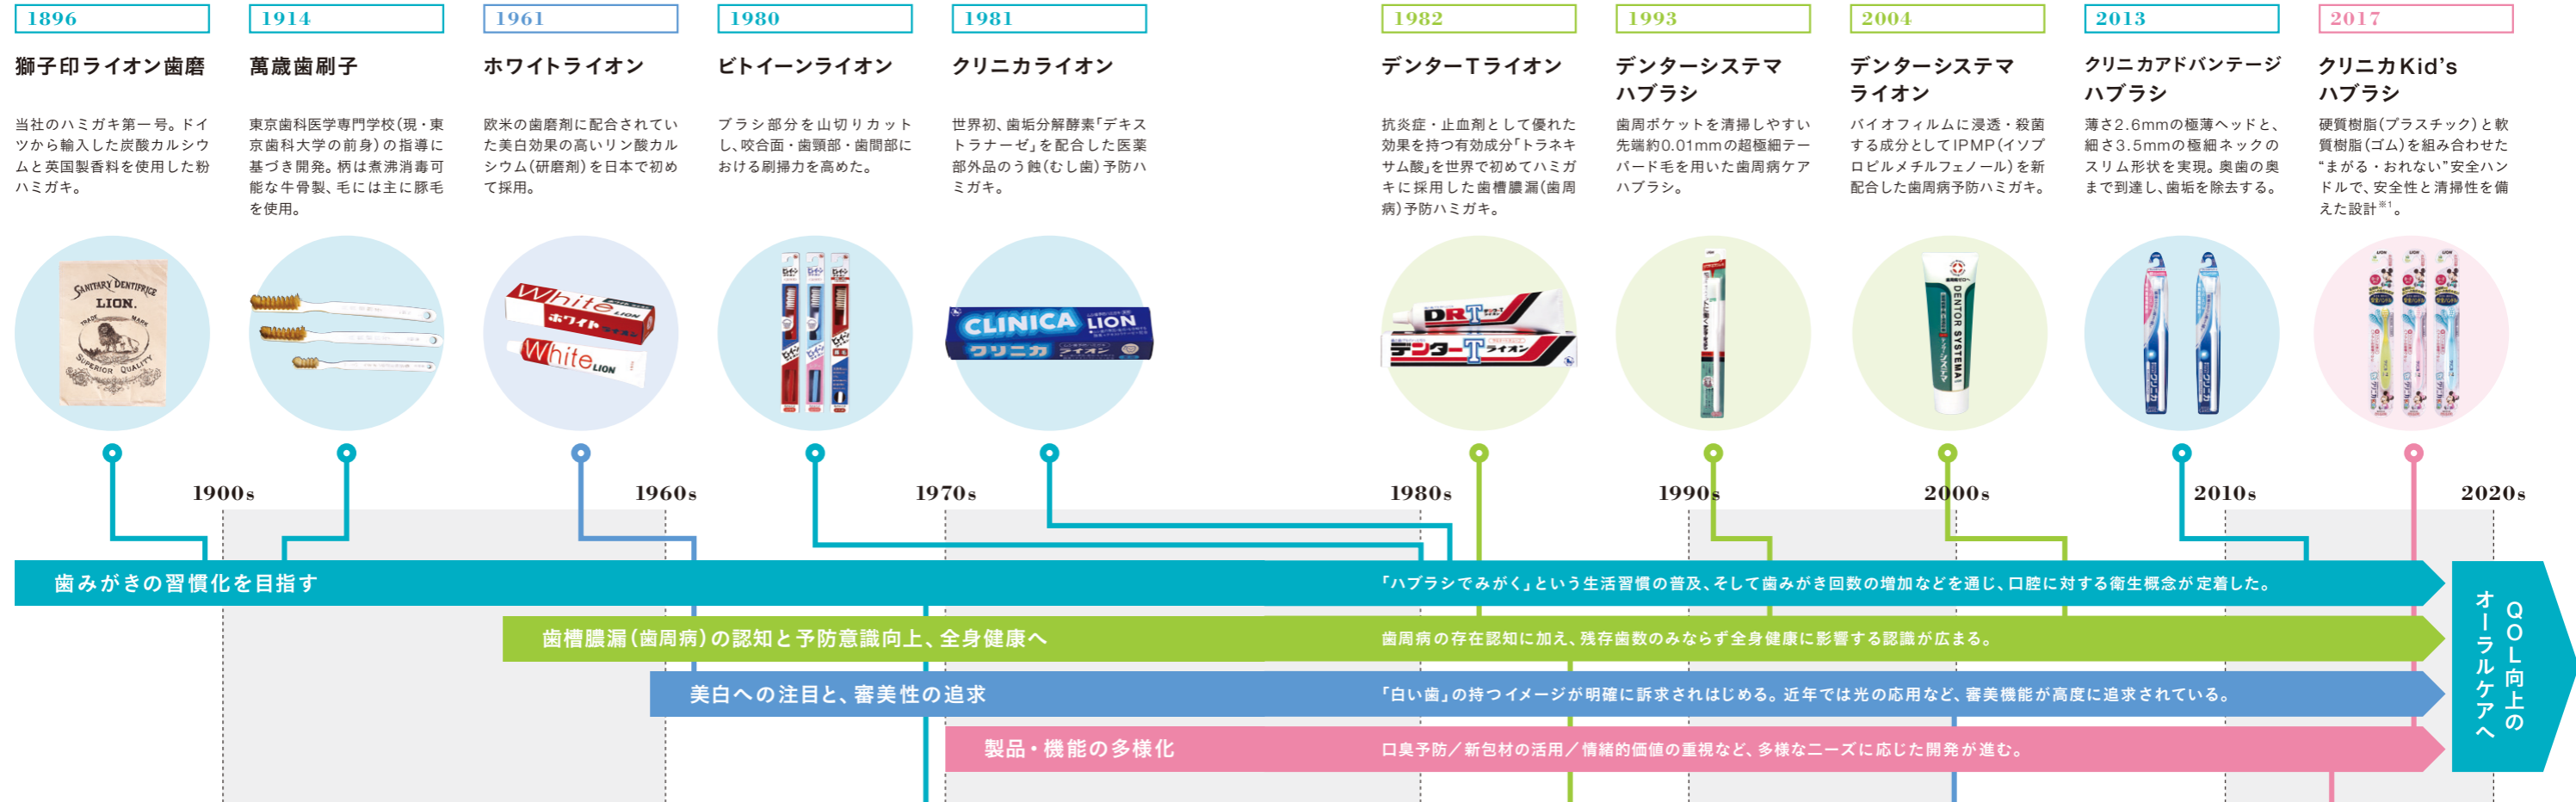 1896
獅子印ライオン歯磨
当社のハミガキ第一号。ドイ
ツから輸入した炭酸カルシウ
ムと英国製香料を使用した粉
ハミガキ。
SANITARY DENTIFRICE
LION.
TRADE MARK
SUPERIOR QUALITY
1914
萬歳歯刷子
東京歯科医学専門学校(現・東
京歯科大学の前身)の指導に
基づき開発。柄は煮沸消毒可
能な牛骨製、毛には主に豚毛
を使用。
1961
ホワイトライオン
欧米の歯磨剤に配合されてい
た美白効果の高いリン酸カル
シウム(研磨剤)を日本で初め
て採用。
White LION
ホワイトライオン
White LION
1980
ビトイーンライオン
ブラシ部分を山切りカット
し、咬合面・歯頸部・歯間部に
おける刷掃力を高めた。
1981
クリニカライオン
世界初、歯垢分解酵素「デキス
トラナーゼ」を配合した医薬
部外品のう蝕(むし歯)予防ハ
ミガキ。
CLINICA LION
クリニカ ライオン
1982
デンターTライオン
抗炎症・止血剤として優れた
効果を持つ有効成分「トラネキ
サム酸」を世界で初めてハミガ
キに採用した歯槽膿漏(歯周
病)予防ハミガキ。
DRT
デンターTライオン
1993
デンターシステマ
ハブラシ
歯周ポケットを清掃しやすい
先端約0.01mmの超極細テー
パード毛を用いた歯周病ケア
ハブラシ。
2004
デンターシステマ
ライオン
バイオフィルムに浸透・殺菌
する成分としてIPMP(イソプ
ロピルメチルフェノール)を新
配合した歯周病予防ハミガキ。
DENTOR SYSTEMA
デンターシステマ
2013
クリニカアドバンテージ
ハブラシ
薄さ2.6mmの極薄ヘッドと、
細さ3.5mmの極細ネックの
スリム形状を実現。奥歯の奥
まで到達し、歯垢を除去する。
クリニカ
クリニカ
2017
クリニカKid's
ハブラシ
硬質樹脂(プラスチック)と軟
質樹脂(ゴム)を組み合わせた
“まがる・おれない”安全ハン
ドルで、安全性と清掃性を備
えた設計※1。
1900s
1960s
1970s
1980s
1990s
2000s
2010s
2020s
歯みがきの習慣化を目指す
「ハブラシでみがく」という生活習慣の普及、そして歯みがき回数の増加などを通じ、口腔に対する衛生概念が定着した。
歯槽膿漏(歯周病)の認知と予防意識向上、全身健康へ
歯周病の存在認知に加え、残存歯数のみならず全身健康に影響する認識が広まる。
美白への注目と、審美性の追求
「白い歯」の持つイメージが明確に訴求されはじめる。近年では光の応用など、審美機能が高度に追求されている。
製品・機能の多様化
口臭予防／新包材の活用／情緒的価値の重視など、多様なニーズに応じた開発が進む。
QOL向上の
オーラルケアへ